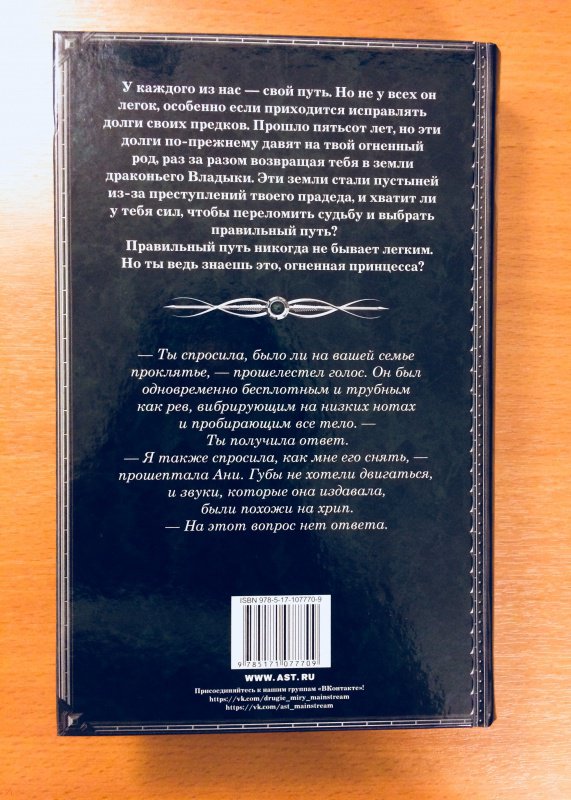 У каждого из нас — свой путь. Но не у всех он
легок, особенно если приходится исправлять
долги своих предков. Прошло пятьсот лет, но эти
долги по-прежнему давят на твой огненный
род, раз за разом возвращая тебя в земли
драконьего Владыки. Эти земли стали пустыней
из-за преступлений твоего прадеда, и хватит ли
у тебя сил, чтобы переломить судьбу и выбрать
правильный путь?
Правильный путь никогда не бывает легким.
Но ты ведь знаешь это, огненная принцесса?
— Ты спросила, было ли на вашей семье
проклятье, — прошелестел голос. Он был
одновременно бесплотным и трубным
как рев, вибрирующим на низких нотах
и пробирающим все тело. —
Ты получила ответ.
— Я также спросила, как мне его снять, —
прошептала Ани. Губы не хотели двигаться,
и звуки, которые она издавала,
были похожи на хрип.
— На этот вопрос нет ответа.
ISBN 978-5-17-107770-9
9 785171 077709
WWW.AST.RU
Присоединяйтесь к нашим группам «ВКонтакте»!
https://vk.com/drugie_miry_mainstream
https://vk.com/ast_mainstream